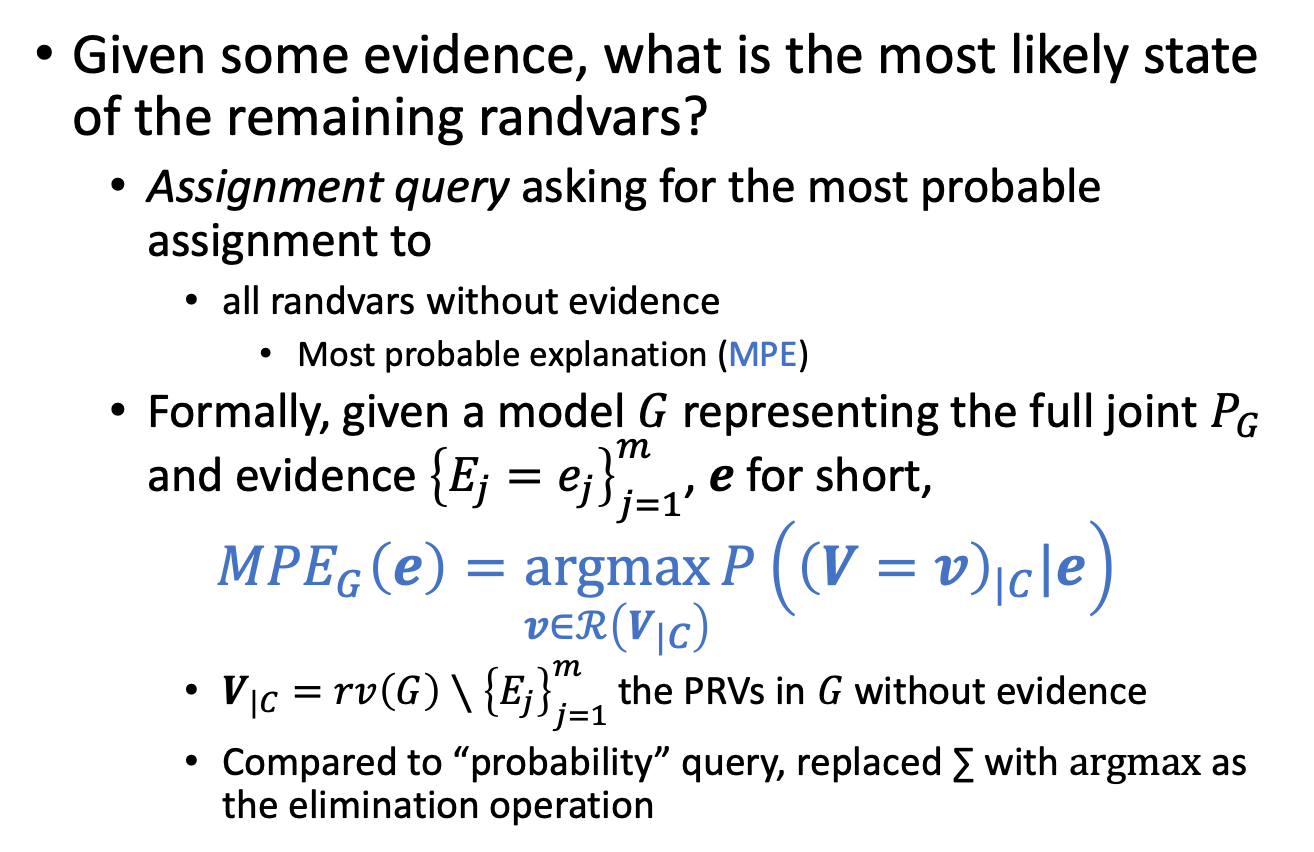 • Given some evidence, what is the most likely state
of the remaining randvars?
• Assignment query asking for the most probable
assignment to
• all randvars without evidence
• Most probable explanation (MPE)
• Formally, given a model G representing the full joint P_G
and evidence {E_j = e_j}_{j=1}^m, e for short,
MPE_G(e) = argmax_{v∈ℛ(V_{|C})} P((V = v)_{|C}|e)
• V_{|C} = rv(G) \ {E_j}_{j=1}^m the PRVs in G without evidence
• Compared to “probability” query, replaced ∑ with argmax as
the elimination operation